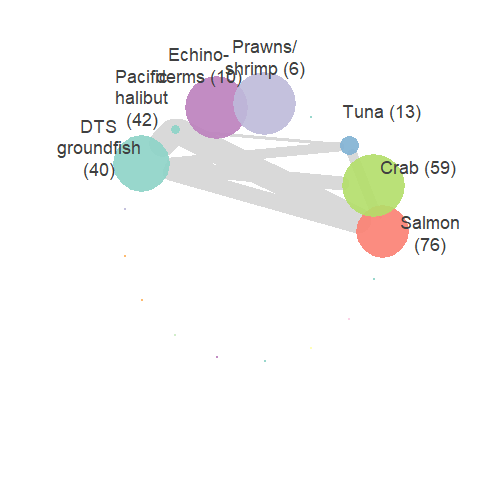 Prawns/
shrimp (6)
Echino-
derms (10)
Pacific
halibut
(42)
Tuna (13)
DTS
groundfish
(40)
Crab (59)
Salmon
(76)